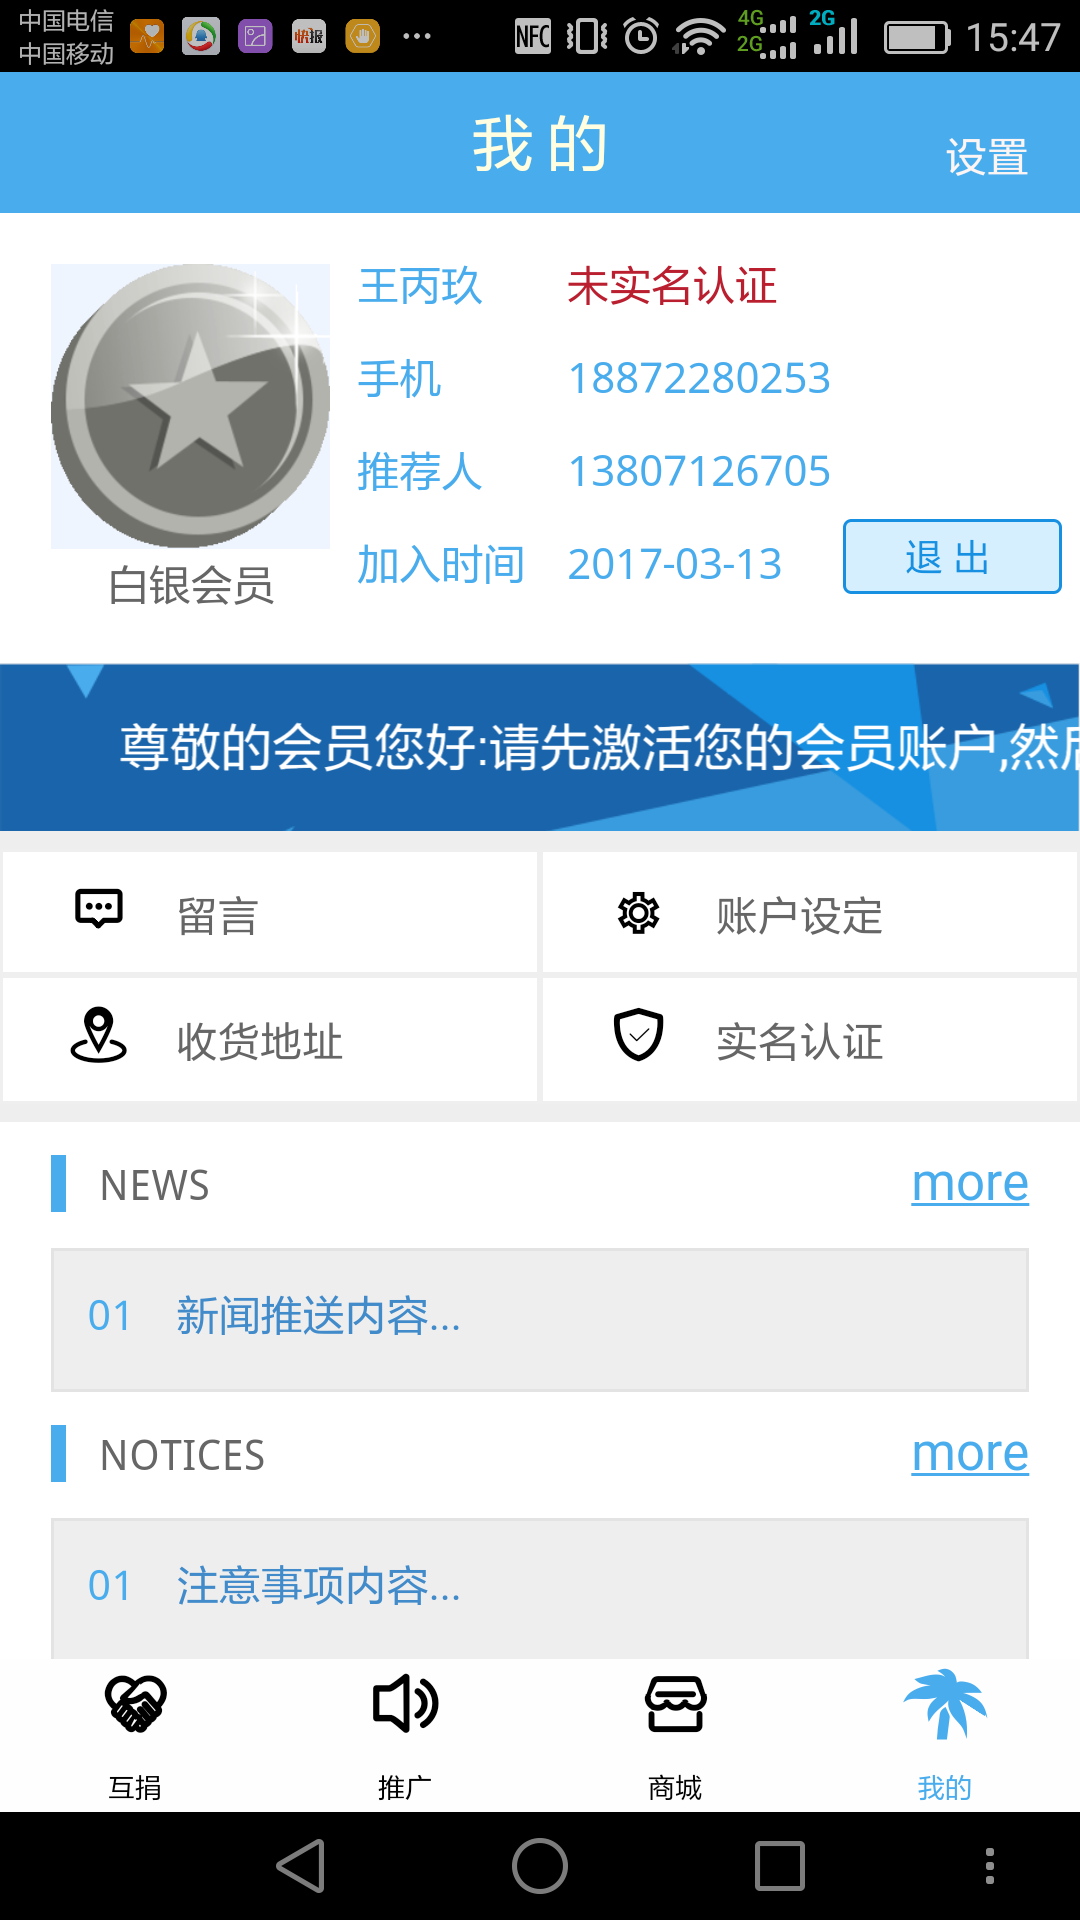 中国电信
中国移动
快报
NFC
4G
2G
2G
15:47
我的
设置
王丙玖 未实名认证
手机 18872280253
推荐人 13807126705
加入时间 2017-03-13
退出
白银会员
尊敬的会员您好:请先激活您的会员账户,然后
留言
账户设定
收货地址
实名认证
NEWS
more
01 新闻推送内容...
NOTICES
more
01 注意事项内容...
互捐
推广
商城
我的